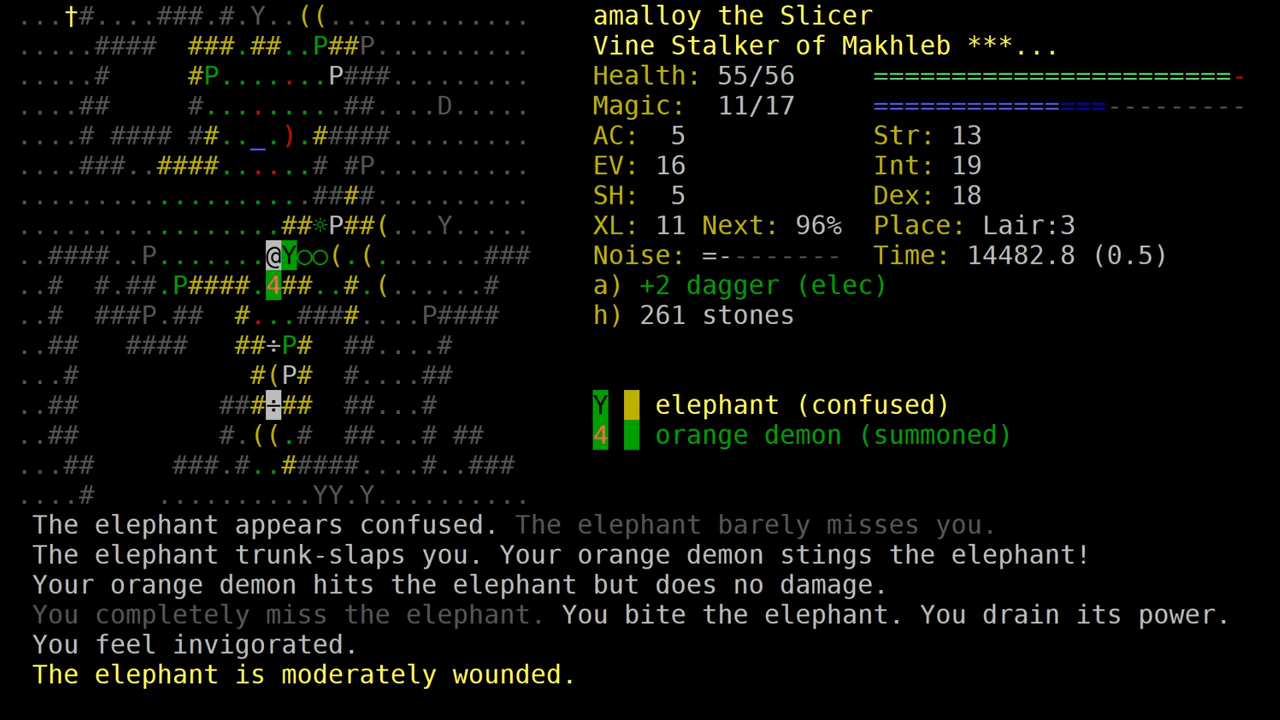 ...†#....###.#.Y..((............. amalloy the Slicer
.....#### ###.##..P##P.......... Vine Stalker of Makhleb ***...
.....# #P.......P###......... Health: 55/56 ========================-
....## #.........##....D..... Magic: 11/17 ===============---------
....# #### ##.._.).##### ......... AC: 5 Str: 13
....###..####......# #P.......... EV: 16 Int: 19
...................####.......... SH: 5 Dex: 18
.................##☼P##(...Y..... XL: 11 Next: 96% Place: Lair:3
..####..P.......@Y○○(.(.......### Noise: =-------- Time: 14482.8 (0.5)
..# #.##.P####.4##..#.(......# a) +2 dagger (elec)
..# ###P.## #....####....P#### h) 261 stones
..## #### ##÷P# ##....#
...# #(P# #....##
..## ###÷## ##...# Y elephant (confused)
..## #.((.# ##...# ## 4 orange demon (summoned)
...## ###.#..#####....#..###
....# ..........YY.Y..........
The elephant appears confused. The elephant barely misses you.
The elephant trunk-slaps you. Your orange demon stings the elephant!
Your orange demon hits the elephant but does no damage.
You completely miss the elephant. You bite the elephant. You drain its power.
You feel invigorated.
The elephant is moderately wounded.